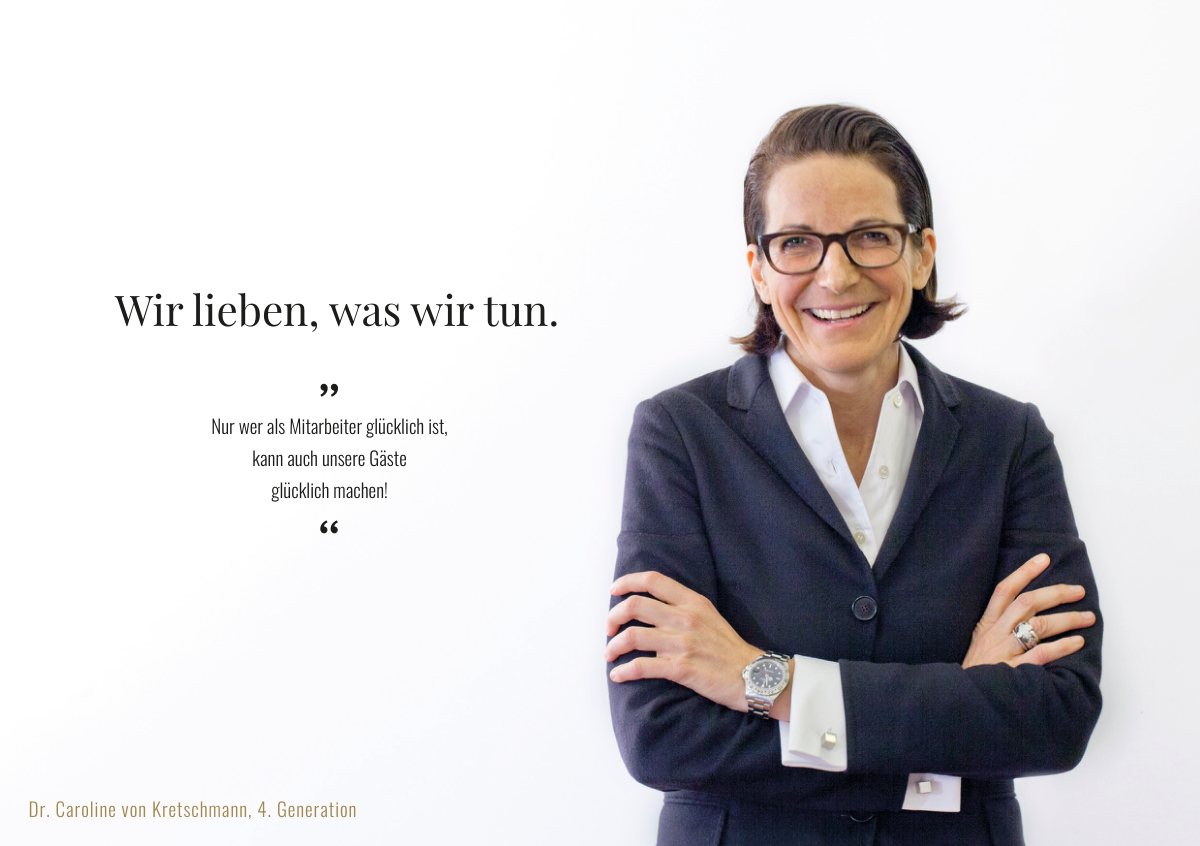 Wir lieben, was wir tun.
”
Nur wer als Mitarbeiter glücklich ist,
kann auch unsere Gäste
glücklich machen!
“
Dr. Caroline von Kretschmann, 4. Generation